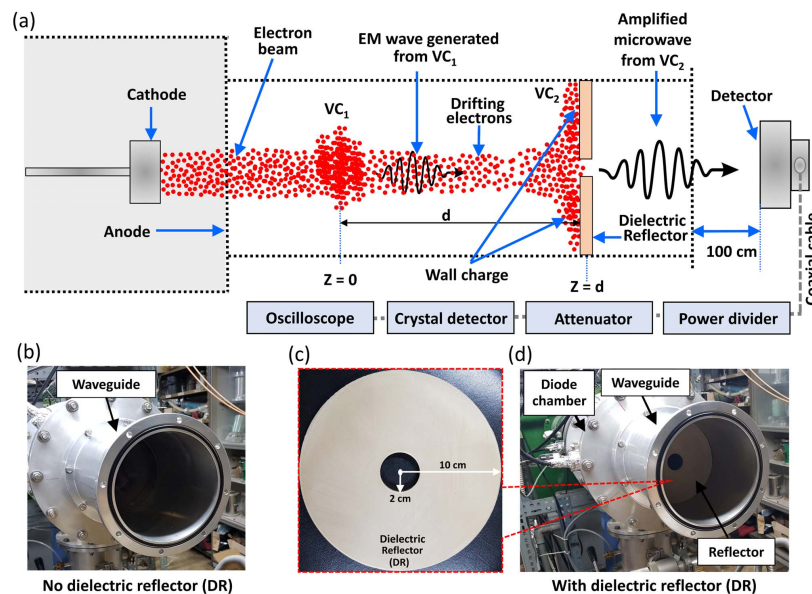 (a)
Electron
beam
EM wave generated
from VC1
Amplified
microwave
from VC2
Cathode
VC1
Drifting
electrons
VC2
Detector
d
Anode
Dielectric
Reflector
100 cm
Wall charge
Coaxial cable
Z = 0
Z = d
Oscilloscope
Crystal detector
Attenuator
Power divider
(b)
Waveguide
No dielectric reflector (DR)
(c)
10 cm
2 cm
Dielectric
Reflector
(DR)
(d)
Diode
chamber
Waveguide
Reflector
With dielectric reflector (DR)